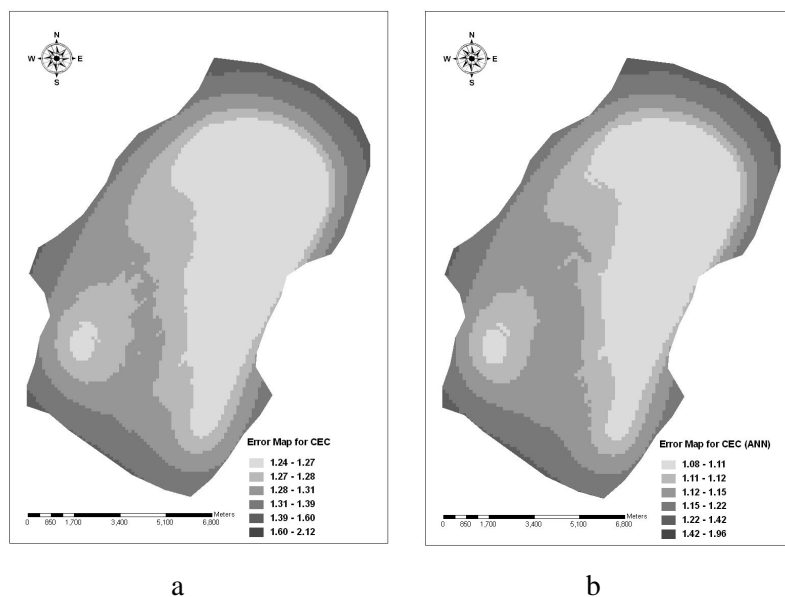 N
W E
S
Error Map for CEC
1.24 - 1.27
1.27 - 1.28
1.28 - 1.31
1.31 - 1.39
1.39 - 1.60
1.60 - 2.12
Meters
0 850 1,700 3,400 5,100 6,800
a
N
W E
S
Error Map for CEC (ANN)
1.08 - 1.11
1.11 - 1.12
1.12 - 1.15
1.15 - 1.22
1.22 - 1.42
1.42 - 1.96
Meters
0 850 1,700 3,400 5,100 6,800
b